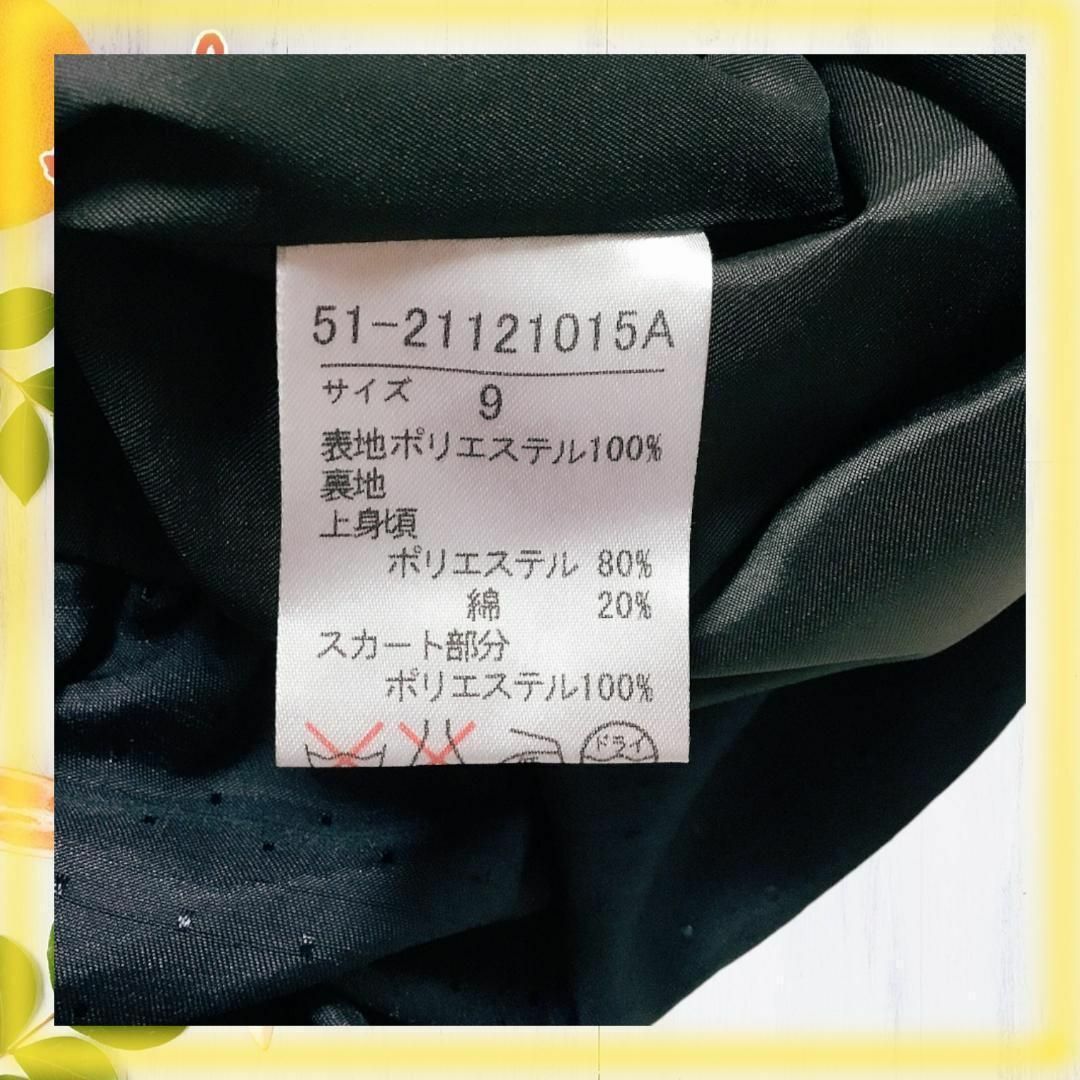 51-21121015A
サイズ 9
表地ポリエステル100%
裏地
上身頃
ポリエステル 80%
綿 20%
スカート部分
ポリエステル100%
ドライ